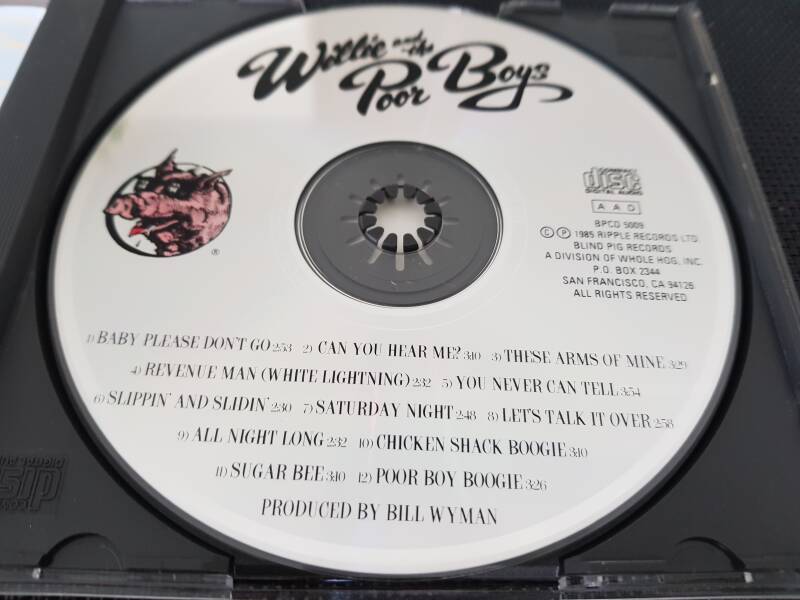 Willie and the
Poor Boys
COMPACT
disc
DIGITAL AUDIO
AAD
BPCD 5009
© ℗ 1985 RIPPLE RECORDS LTD.
BLIND PIG RECORDS
A DIVISION OF WHOLE HOG, INC.
P.O. BOX 2344
SAN FRANCISCO, CA 94126
ALL RIGHTS RESERVED
®
1) BABY PLEASE DON'T GO 2:53 2) CAN YOU HEAR ME? 3:10 3) THESE ARMS OF MINE 3:29
4) REVENUE MAN (WHITE LIGHTNING) 2:32 5) YOU NEVER CAN TELL 3:54
6) SLIPPIN' AND SLIDIN' 2:30 7) SATURDAY NIGHT 2:48 8) LET'S TALK IT OVER 2:58
9) ALL NIGHT LONG 2:32 10) CHICKEN SHACK BOOGIE 3:10
11) SUGAR BEE 3:10 12) POOR BOY BOOGIE 3:26
PRODUCED BY BILL WYMAN